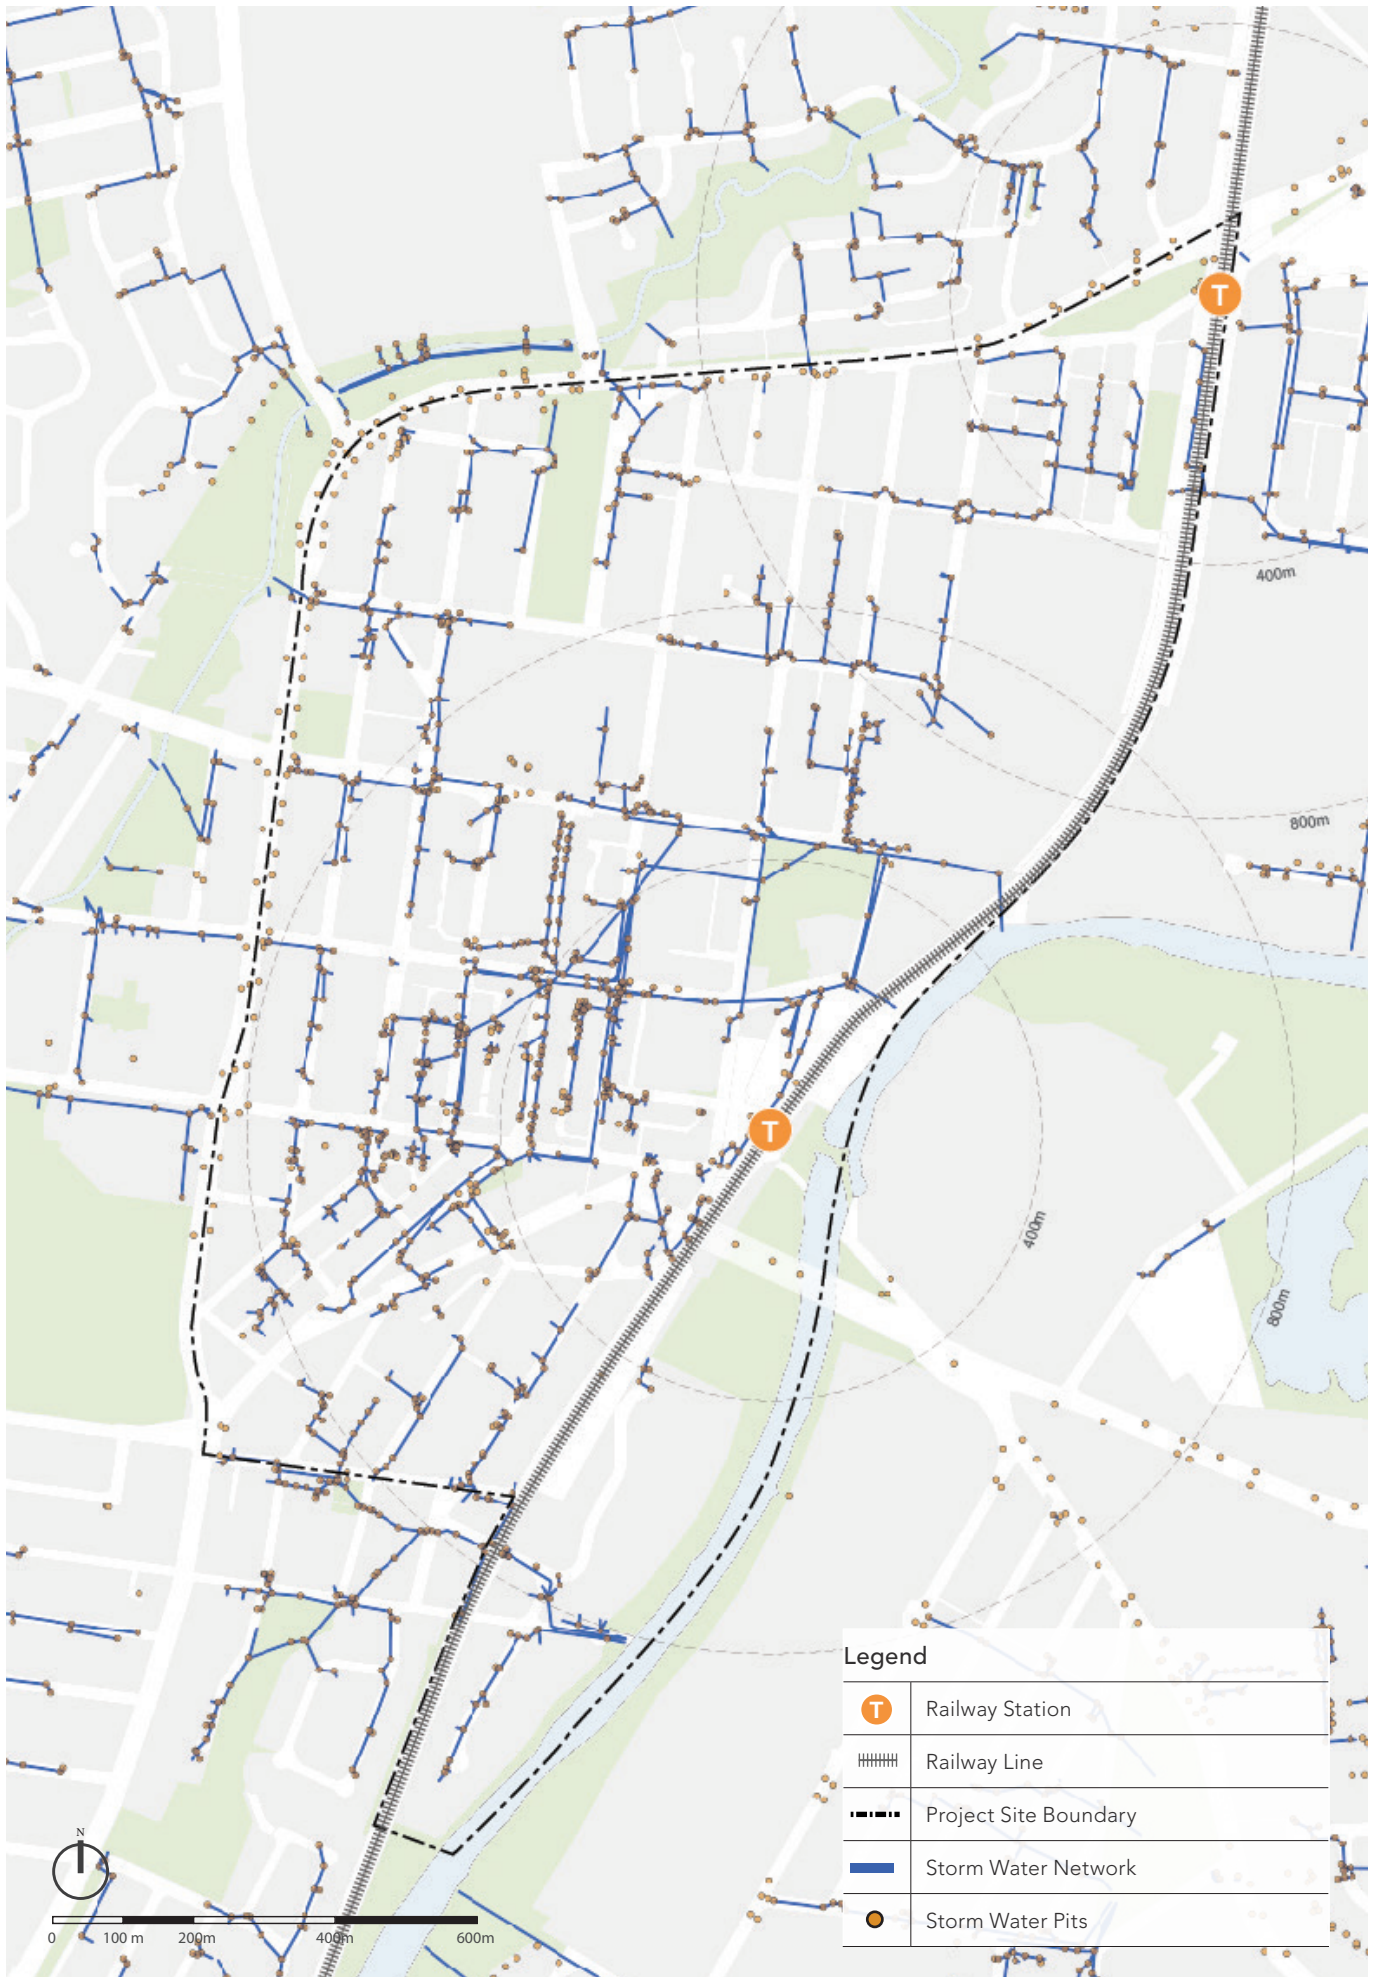 T
400m
800m
T
400m
800m
Legend
T Railway Station
Railway Line
Project Site Boundary
Storm Water Network
Storm Water Pits
N
0 100 m 200m 400m 600m